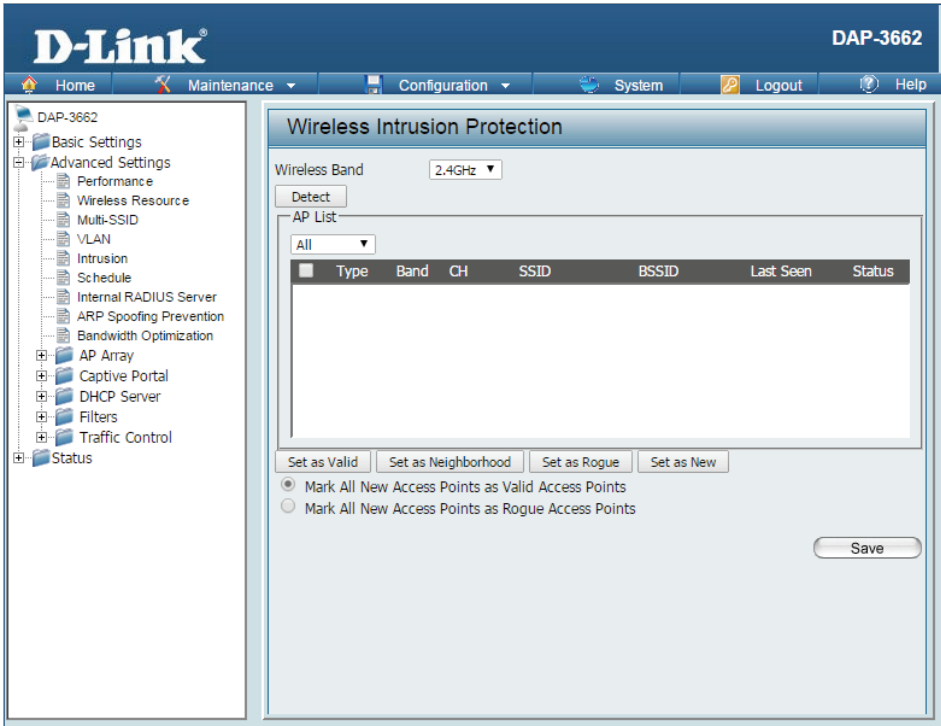 D-Link®
DAP-3662
Home Maintenance Configuration System Logout Help
DAP-3662
Basic Settings
Advanced Settings
Performance
Wireless Resource
Multi-SSID
VLAN
Intrusion
Schedule
Internal RADIUS Server
ARP Spoofing Prevention
Bandwidth Optimization
AP Array
Captive Portal
DHCP Server
Filters
Traffic Control
Status
Wireless Intrusion Protection
Wireless Band 2.4GHz
Detect
AP List
All
Type Band CH SSID BSSID Last Seen Status
Set as Valid Set as Neighborhood Set as Rogue Set as New
Mark All New Access Points as Valid Access Points
Mark All New Access Points as Rogue Access Points
Save